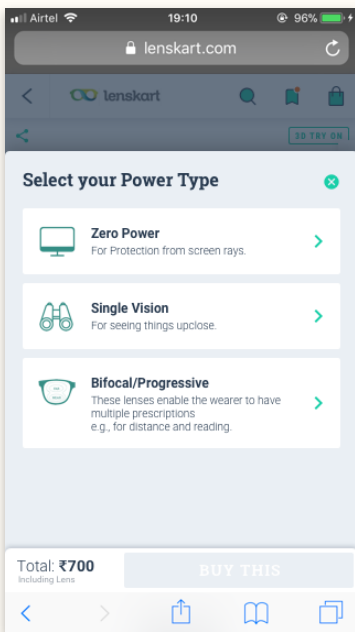 Airtel 19:10 96%
lenskart.com
lenskart
3D TRY ON
Select your Power Type
Zero Power
For Protection from screen rays.
Single Vision
For seeing things upclose.
Bifocal/Progressive
These lenses enable the wearer to have
multiple prescriptions
e.g., for distance and reading.
Total: ₹700
Including Lens
BUY THIS